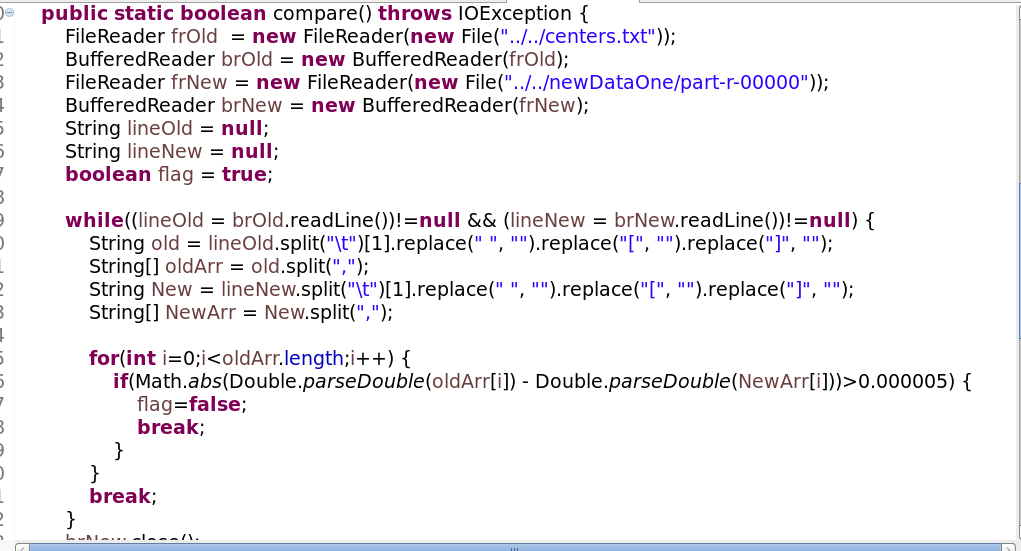 public static boolean compare() throws IOException {
FileReader frOld  = new FileReader(new File("../../centers.txt"));
BufferedReader brOld = new BufferedReader(frOld);
FileReader frNew = new FileReader(new File("../../newDataOne/part-r-00000"));
BufferedReader brNew = new BufferedReader(frNew);
String lineOld = null;
String lineNew = null;
boolean flag = true;
while((lineOld = brOld.readLine())!=null && (lineNew = brNew.readLine())!=null) {
String old = lineOld.split("\t")[1].replace(" ", "").replace("[", "").replace("]", "");
String[] oldArr = old.split(",");
String New = lineNew.split("\t")[1].replace(" ", "").replace("[", "").replace("]", "");
String[] NewArr = New.split(",");
for(int i=0;i<oldArr.length;i++) {
if(Math.abs(Double.parseDouble(oldArr[i]) - Double.parseDouble(NewArr[i]))>0.000005) {
flag=false;
break;
}
}
break;
}
brNew.close();